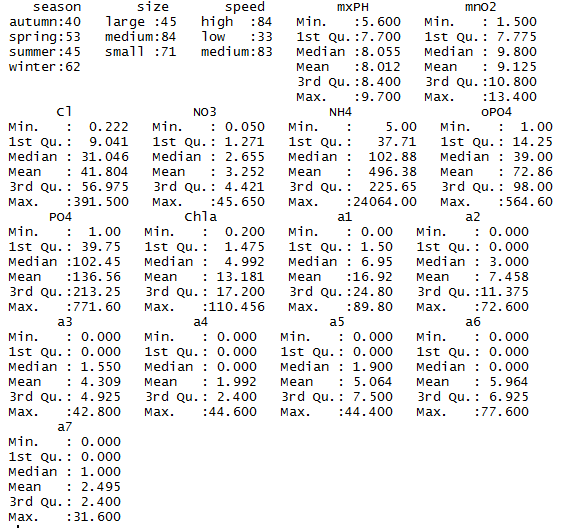 season size speed mxPH mnO2
autumn:40 large :45 high :84 Min. :5.600 Min. : 1.500
spring:53 medium:84 low :33 1st Qu.:7.700 1st Qu.: 7.775
summer:45 small :71 medium:83 Median :8.055 Median : 9.800
winter:62 Mean :8.012 Mean : 9.125
3rd Qu.:8.400 3rd Qu.:10.800
Max. :9.700 Max. :13.400
Cl NO3 NH4 oPO4
Min. : 0.222 Min. : 0.050 Min. : 5.00 Min. : 1.00
1st Qu.: 9.041 1st Qu.: 1.271 1st Qu.: 37.71 1st Qu.: 14.25
Median : 31.046 Median : 2.655 Median : 102.88 Median : 39.00
Mean : 41.804 Mean : 3.252 Mean : 496.38 Mean : 72.86
3rd Qu.: 56.975 3rd Qu.: 4.421 3rd Qu.: 225.65 3rd Qu.: 98.00
Max. :391.500 Max. :45.650 Max. :24064.00 Max. :564.60
PO4 Chla a1 a2
Min. : 1.00 Min. : 0.200 Min. : 0.00 Min. : 0.000
1st Qu.: 39.75 1st Qu.: 1.475 1st Qu.: 1.50 1st Qu.: 0.000
Median :102.45 Median : 4.992 Median : 6.95 Median : 3.000
Mean :136.56 Mean : 13.181 Mean :16.92 Mean : 7.458
3rd Qu.:213.25 3rd Qu.: 17.200 3rd Qu.:24.80 3rd Qu.:11.375
Max. :771.60 Max. :110.456 Max. :89.80 Max. :72.600
a3 a4 a5 a6
Min. : 0.000 Min. : 0.000 Min. : 0.000 Min. : 0.000
1st Qu.: 0.000 1st Qu.: 0.000 1st Qu.: 0.000 1st Qu.: 0.000
Median : 1.550 Median : 0.000 Median : 1.900 Median : 0.000
Mean : 4.309 Mean : 1.992 Mean : 5.064 Mean : 5.964
3rd Qu.: 4.925 3rd Qu.: 2.400 3rd Qu.: 7.500 3rd Qu.: 6.925
Max. :42.800 Max. :44.600 Max. :44.400 Max. :77.600
a7
Min. : 0.000
1st Qu.: 0.000
Median : 1.000
Mean : 2.495
3rd Qu.: 2.400
Max. :31.600